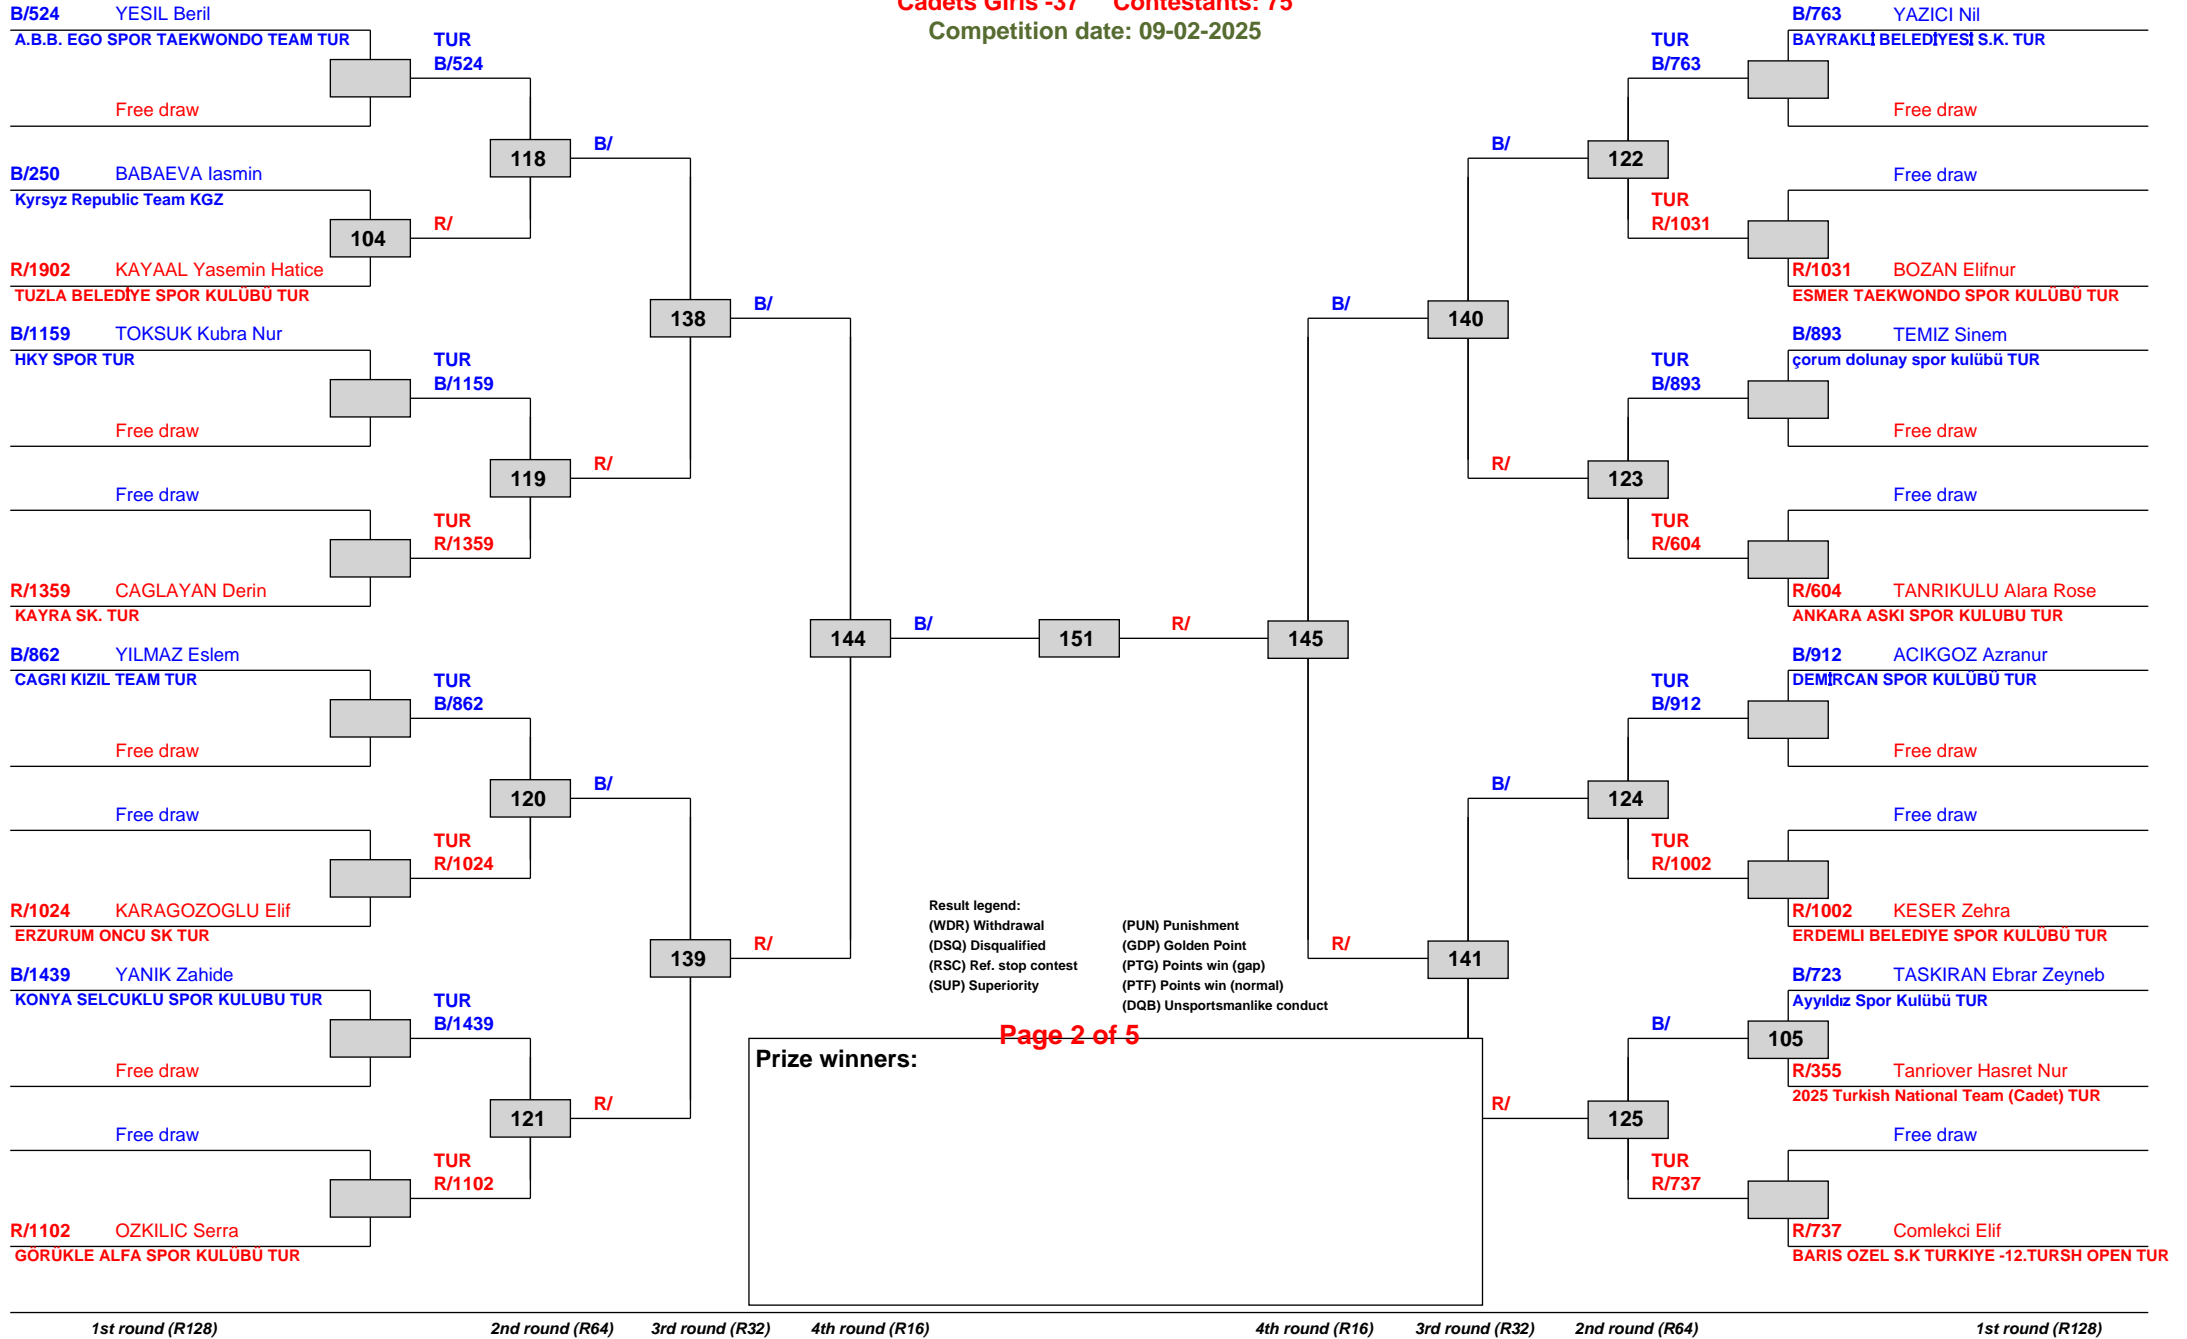 Cadets Girls -37 Contestants: 75
Competition date: 09-02-2025
B/524 YESIL Beril
A.B.B. EGO SPOR TAEKWONDO TEAM TUR
TUR
B/524
Free draw
118
B/
B/250 BABAEVA Iasmin
Kyrsyz Republic Team KGZ
104
R/
R/1902 KAYAAL Yasemin Hatice
TUZLA BELEDİYE SPOR KULÜBÜ TUR
138
B/
B/1159 TOKSUK Kubra Nur
HKY SPOR TUR
TUR
B/1159
Free draw
119
R/
Free draw
TUR
R/1359
R/1359 CAGLAYAN Derin
KAYRA SK. TUR
144
B/
151
R/
145
B/862 YILMAZ Eslem
CAGRI KIZIL TEAM TUR
TUR
B/862
Free draw
120
B/
Free draw
TUR
R/1024
R/1024 KARAGOZOGLU Elif
ERZURUM ONCU SK TUR
139
R/
B/1439 YANIK Zahide
KONYA SELCUKLU SPOR KULUBU TUR
TUR
B/1439
Free draw
121
R/
Free draw
TUR
R/1102
R/1102 OZKILIC Serra
GÖRÜKLE ALFA SPOR KULÜBÜ TUR
B/763 YAZICI Nil
BAYRAKLİ BELEDİYESİ S.K. TUR
TUR
B/763
Free draw
B/
122
Free draw
TUR
R/1031
R/1031 BOZAN Elifnur
ESMER TAEKWONDO SPOR KULÜBÜ TUR
B/
140
B/893 TEMIZ Sinem
çorum dolunay spor kulübü TUR
TUR
B/893
Free draw
R/
123
Free draw
TUR
R/604
R/604 TANRIKULU Alara Rose
ANKARA ASKI SPOR KULUBU TUR
B/912 ACIKGOZ Azranur
DEMİRCAN SPOR KULÜBÜ TUR
TUR
B/912
Free draw
B/
124
Free draw
TUR
R/1002
R/1002 KESER Zehra
ERDEMLI BELEDIYE SPOR KULÜBÜ TUR
R/
141
B/723 TASKIRAN Ebrar Zeyneb
Ayyıldız Spor Kulübü TUR
B/
105
R/355 Tanriover Hasret Nur
2025 Turkish National Team (Cadet) TUR
R/
125
Free draw
TUR
R/737
R/737 Comlekci Elif
BARIS OZEL S.K TURKIYE -12.TURSH OPEN TUR
Result legend:
(WDR) Withdrawal (PUN) Punishment
(DSQ) Disqualified (GDP) Golden Point
(RSC) Ref. stop contest (PTG) Points win (gap)
(SUP) Superiority (PTF) Points win (normal)
(DQB) Unsportsmanlike conduct
Page 2 of 5
Prize winners:
1st round (R128) 2nd round (R64) 3rd round (R32) 4th round (R16) 4th round (R16) 3rd round (R32) 2nd round (R64) 1st round (R128)